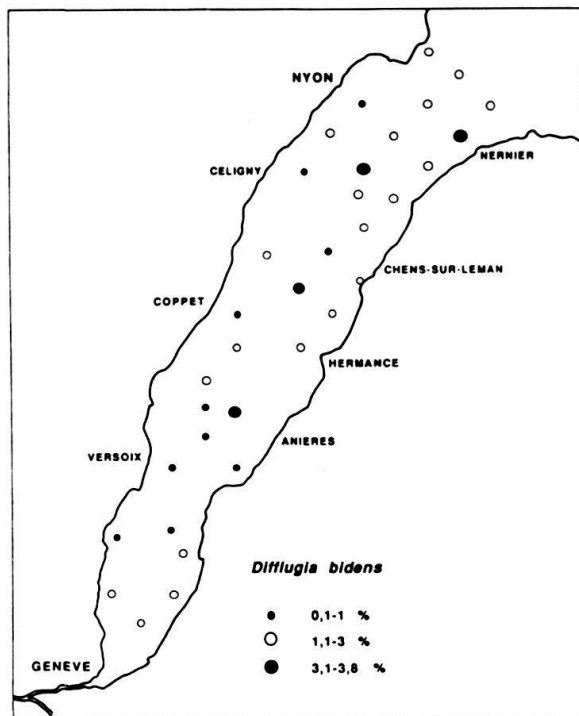 NYON
NERNIER
CELIGNY
CHENS-SUR-LEMAN
COPPET
HERMANCE
ANIERES
VERSOIX
Difflugia bidens
0,1-1 %
1,1-3 %
GENEVE
3,1-3,8 %